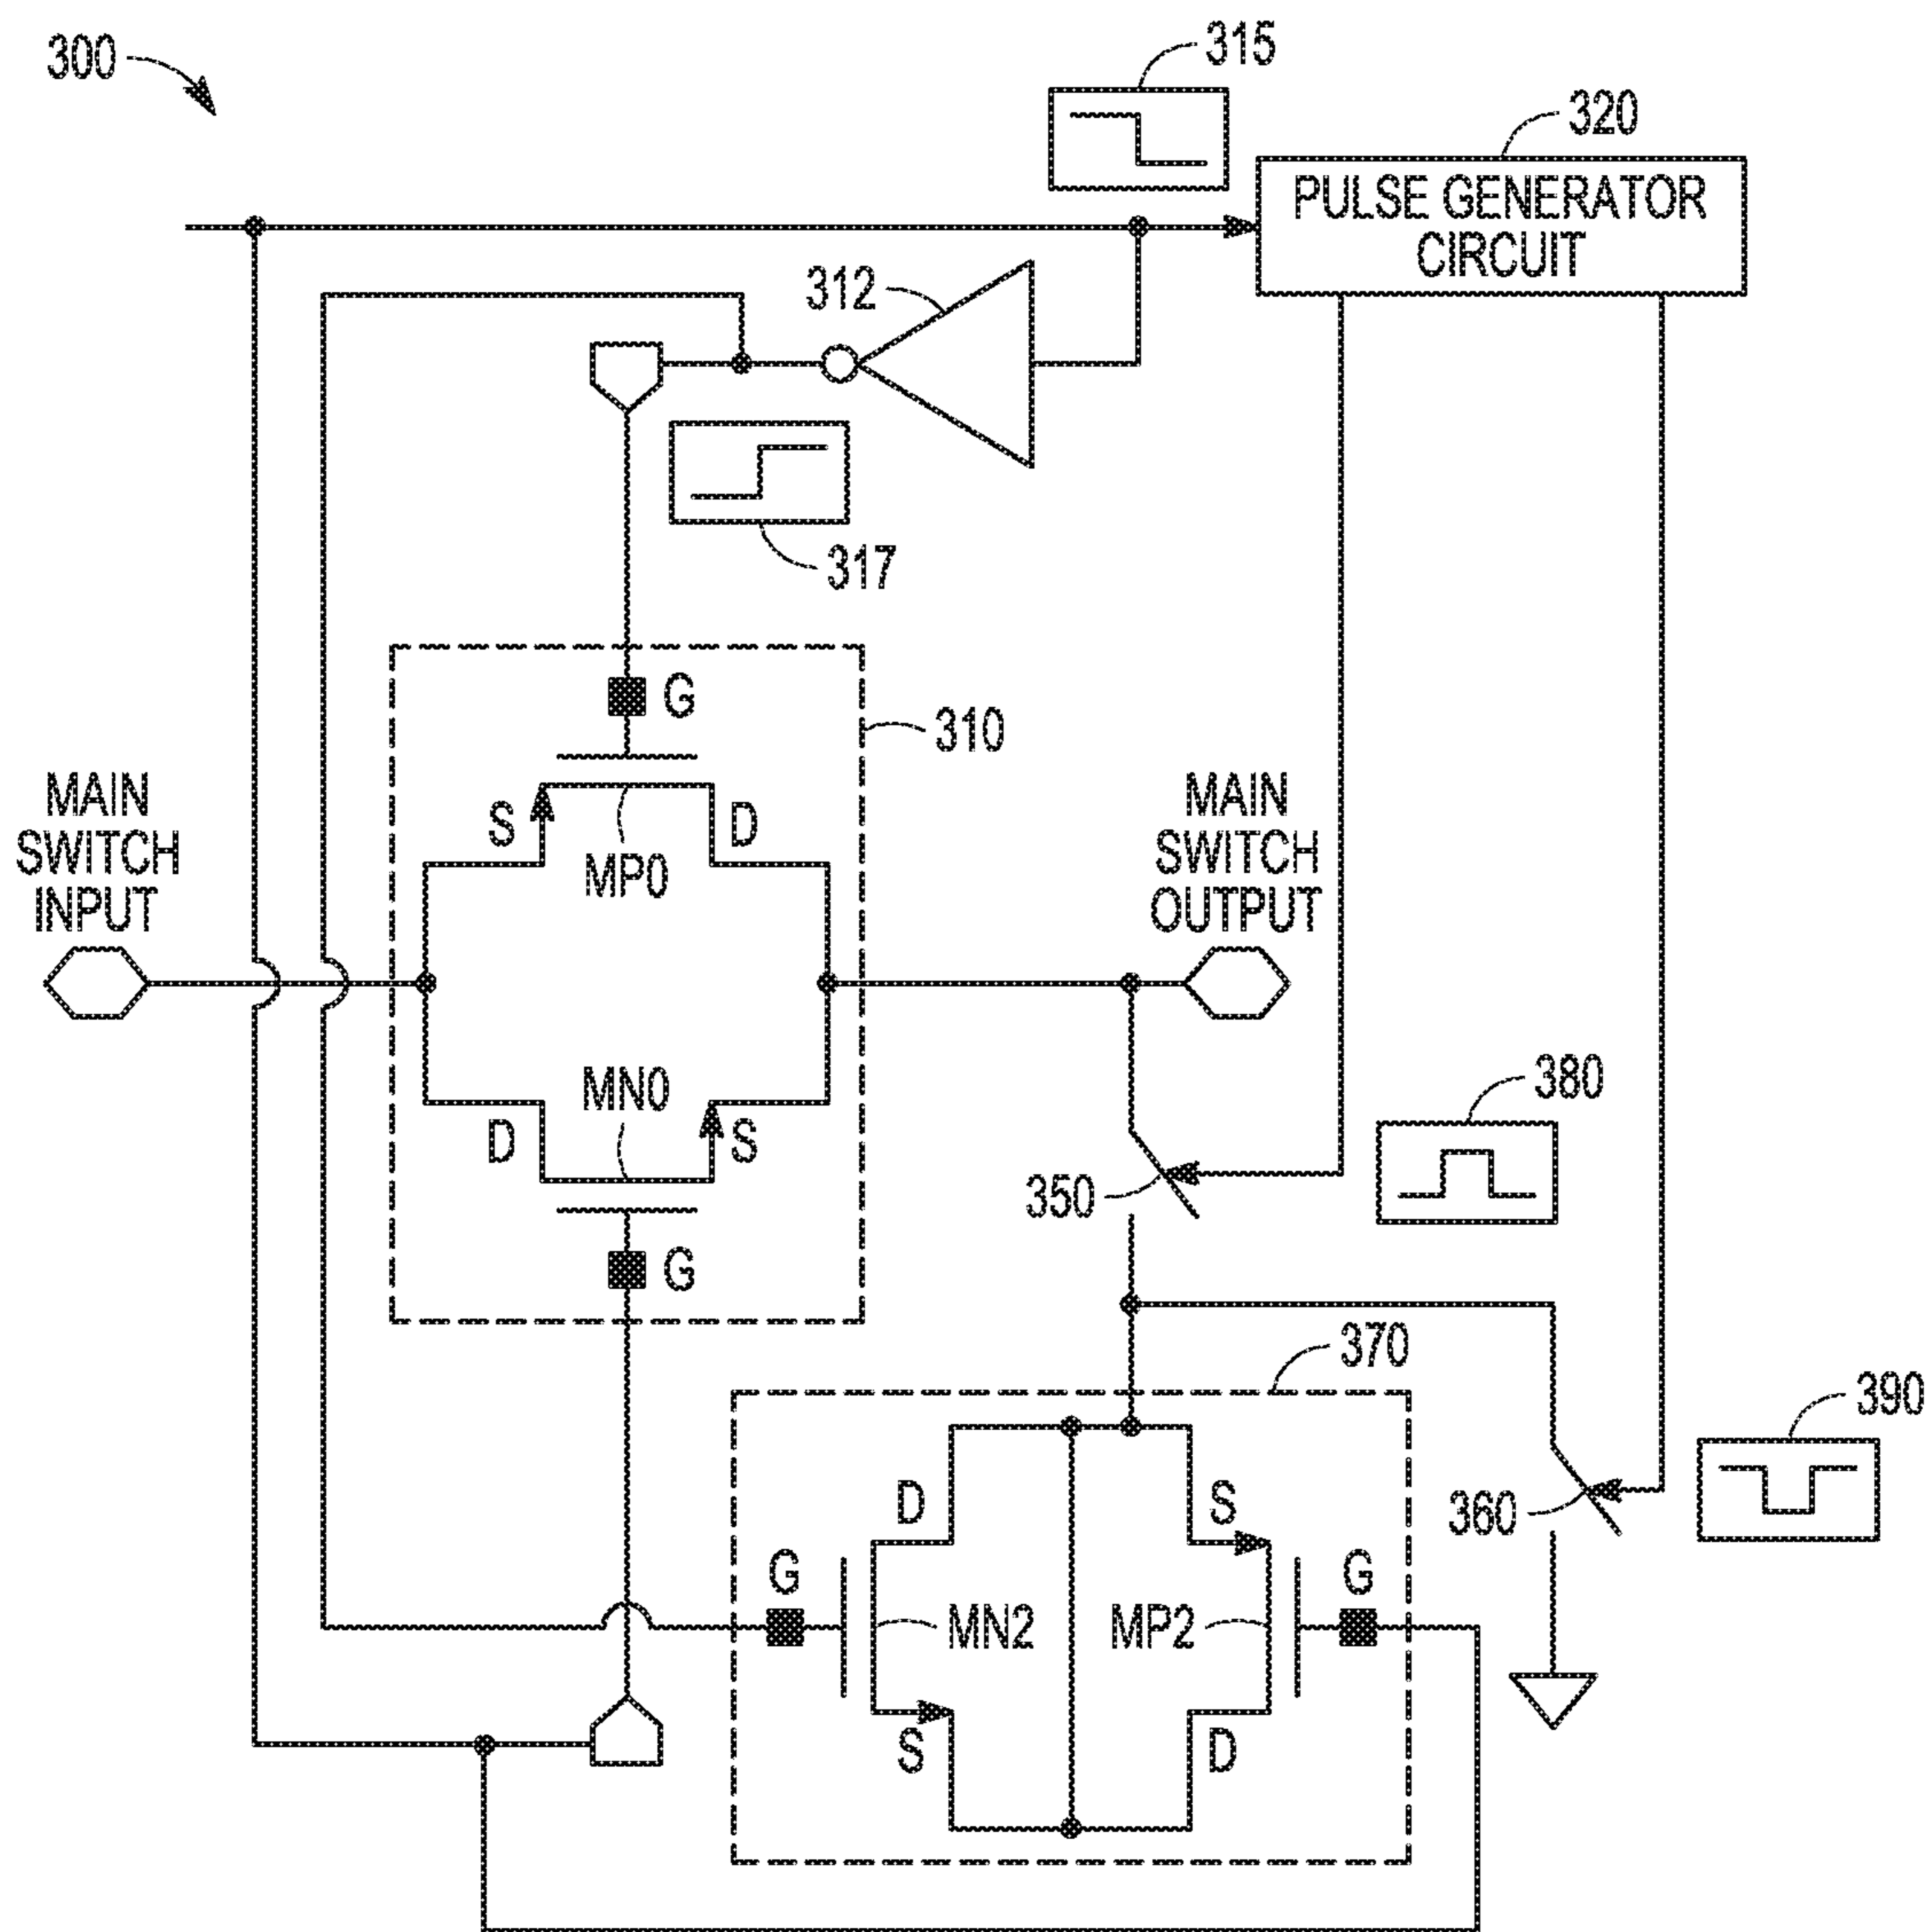 300
315
320
PULSE GENERATOR
CIRCUIT
312
317
G
310
MAIN
SWITCH
INPUT
S
D
MP0
MAIN
SWITCH
OUTPUT
MN0
D
S
380
350
G
370
390
D
S
360
G
G
MN2
MP2
S
D